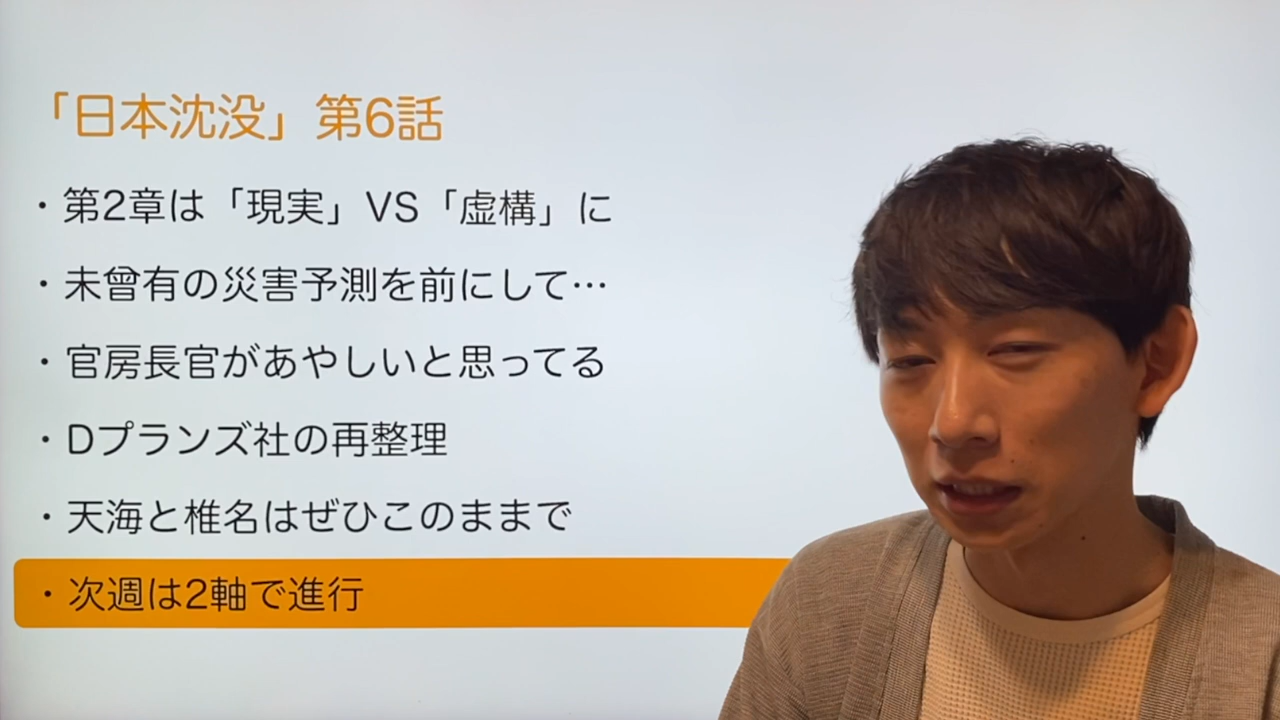 「日本沈没」第6話
・第2章は「現実」VS「虚構」に
・未曾有の災害予測を前にして…
・官房長官があやしいと思ってる
・Dプランズ社の再整理
・天海と椎名はぜひこのままで
・次週は2軸で進行